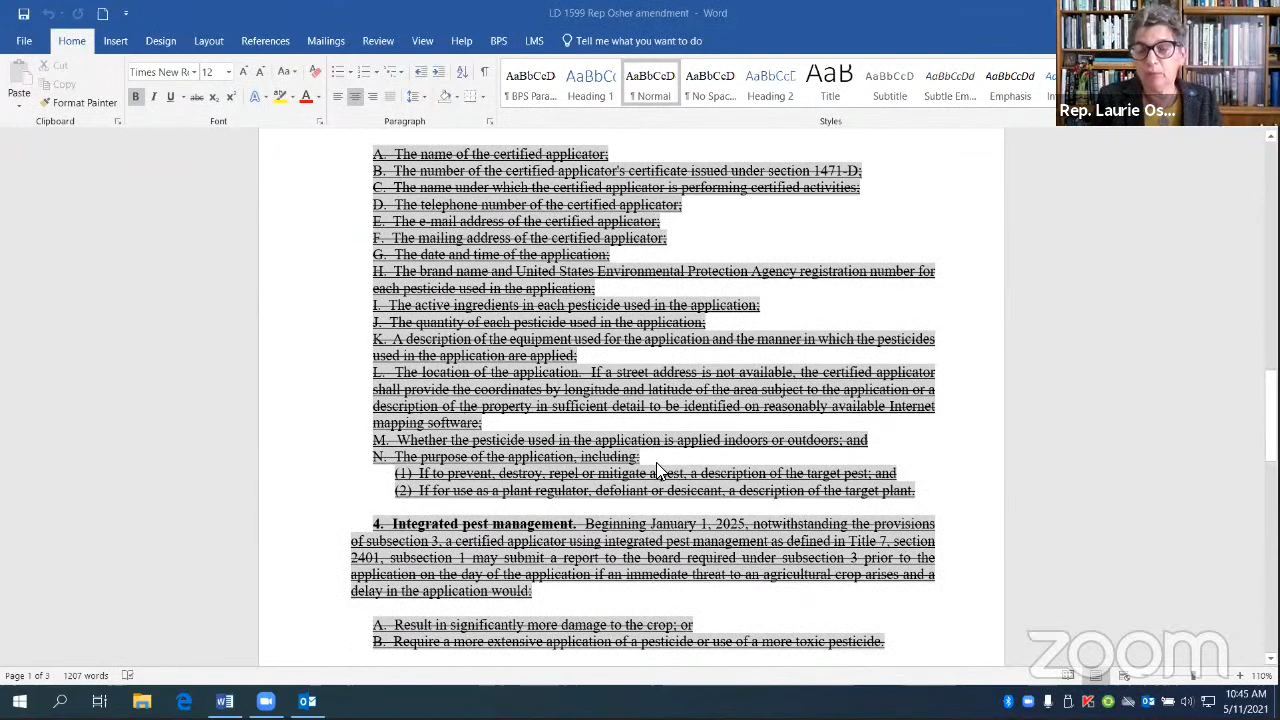 LD 1599 Rep Osher amendment - Word
File Home Insert Draw Design Layout References Mailings Review View Help BPS LMS Tell me what you want to do
Cut
Copy
Paste
Format Painter
Times New Ro 12
AaBbCcD AaBbC AaBbCcD AaBbCcD AaBbCcD AaB AaBbCcD AaBbCcDd AaBbCcDd
¶ BPS Para... Heading 1 ¶ Normal ¶ No Spac... Heading 2 Title Subtitle Subtle Em... Emphasis
Clipboard Font Paragraph Styles
Rep. Laurie Os...
A. The name of the certified applicator;
B. The number of the certified applicator's certificate issued under section 1471-D;
C. The name under which the certified applicator is performing certified activities;
D. The telephone number of the certified applicator;
E. The e-mail address of the certified applicator;
F. The mailing address of the certified applicator;
G. The date and time of the application;
H. The brand name and United States Environmental Protection Agency registration number for
each pesticide used in the application;
I. The active ingredients in each pesticide used in the application;
J. The quantity of each pesticide used in the application;
K. A description of the equipment used for the application and the manner in which the pesticides
used in the application are applied;
L. The location of the application. If a street address is not available, the certified applicator
shall provide the coordinates by longitude and latitude of the area subject to the application or a
description of the property in sufficient detail to be identified on reasonably available Internet
mapping software;
M. Whether the pesticide used in the application is applied indoors or outdoors; and
N. The purpose of the application, including:
(1) If to prevent, destroy, repel or mitigate a pest, a description of the target pest; and
(2) If for use as a plant regulator, defoliant or desiccant, a description of the target plant.
4. Integrated pest management. Beginning January 1, 2025, notwithstanding the provisions
of subsection 3, a certified applicator using integrated pest management as defined in Title 7, section
2401, subsection 1 may submit a report to the board required under subsection 3 prior to the
application on the day of the application if an immediate threat to an agricultural crop arises and a
delay in the application would:
A. Result in significantly more damage to the crop; or
B. Require a more extensive application of a pesticide or use of a more toxic pesticide.
zoom
Page 1 of 3 1207 words 110%
10:45 AM
5/11/2021